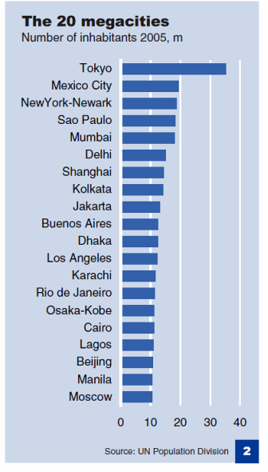 The 20 megacities
Number of inhabitants 2005, m
Tokyo
Mexico City
NewYork-Newark
Sao Paulo
Mumbai
Delhi
Shanghai
Kolkata
Jakarta
Buenos Aires
Dhaka
Los Angeles
Karachi
Rio de Janeiro
Osaka-Kobe
Cairo
Lagos
Beijing
Manila
Moscow
0 10 20 30 40
Source: UN Population Division 2